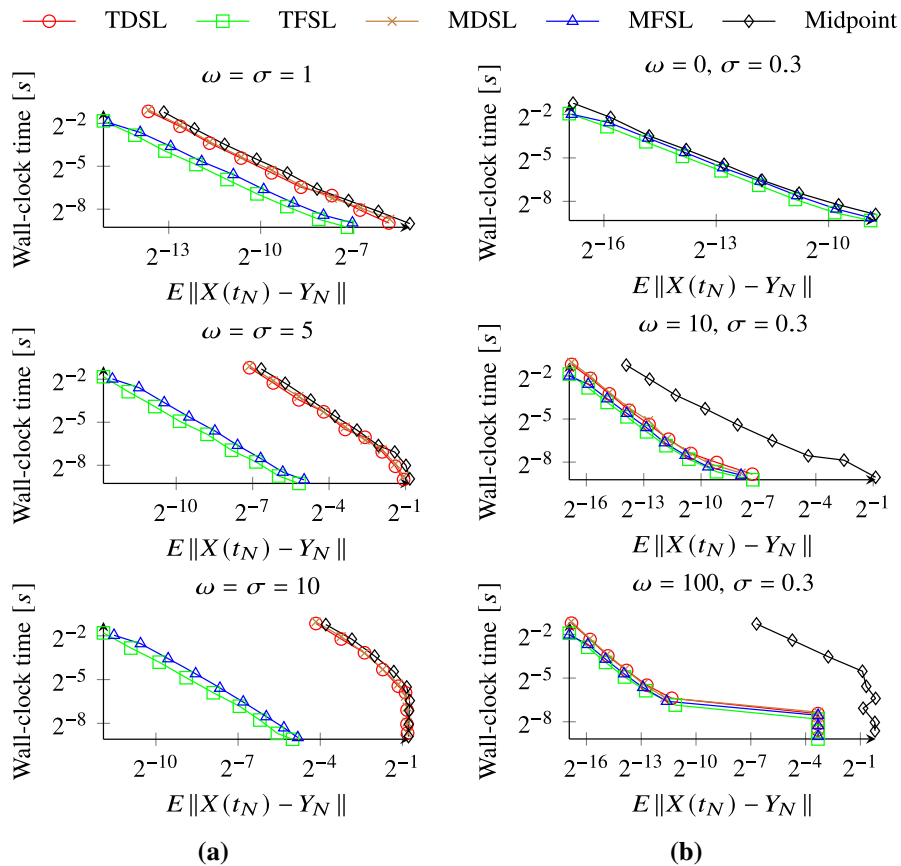 TDSL TFSL MDSL MFSL Midpoint
ω = σ = 1
Wall-clock time [s]
2^−2
2^−5
2^−8
2^−13 2^−10 2^−7
E‖X(t_N) − Y_N‖
ω = 0, σ = 0.3
Wall-clock time [s]
2^−2
2^−5
2^−8
2^−16 2^−13 2^−10
E‖X(t_N) − Y_N‖
ω = σ = 5
Wall-clock time [s]
2^−2
2^−5
2^−8
2^−10 2^−7 2^−4 2^−1
E‖X(t_N) − Y_N‖
ω = 10, σ = 0.3
Wall-clock time [s]
2^−2
2^−5
2^−8
2^−16 2^−13 2^−10 2^−7 2^−4 2^−1
E‖X(t_N) − Y_N‖
ω = σ = 10
Wall-clock time [s]
2^−2
2^−5
2^−8
2^−10 2^−7 2^−4 2^−1
E‖X(t_N) − Y_N‖
ω = 100, σ = 0.3
Wall-clock time [s]
2^−2
2^−5
2^−8
2^−16 2^−13 2^−10 2^−7 2^−4 2^−1
E‖X(t_N) − Y_N‖
(a) (b)